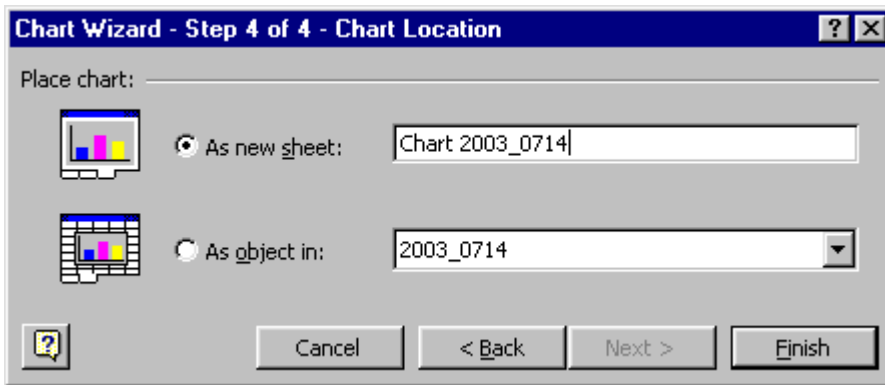 Chart Wizard - Step 4 of 4 - Chart Location
? X
Place chart:
As new sheet: Chart 2003_0714
As object in: 2003_0714
? Cancel < Back Next > Finish